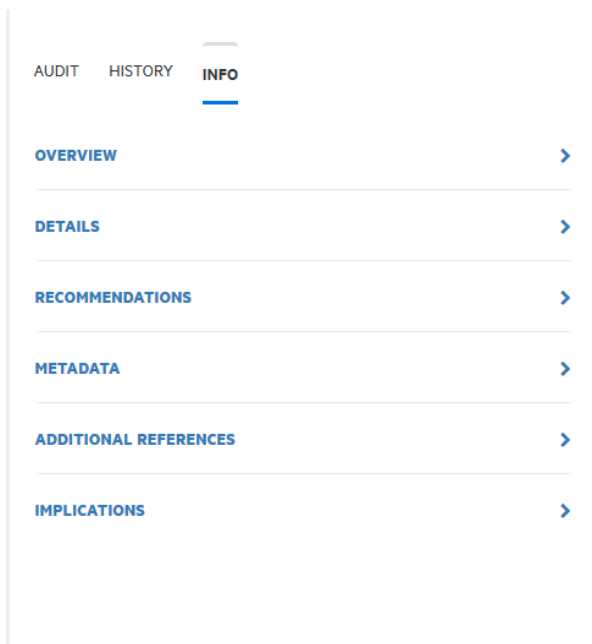 AUDIT HISTORY INFO
OVERVIEW
DETAILS
RECOMMENDATIONS
METADATA
ADDITIONAL REFERENCES
IMPLICATIONS